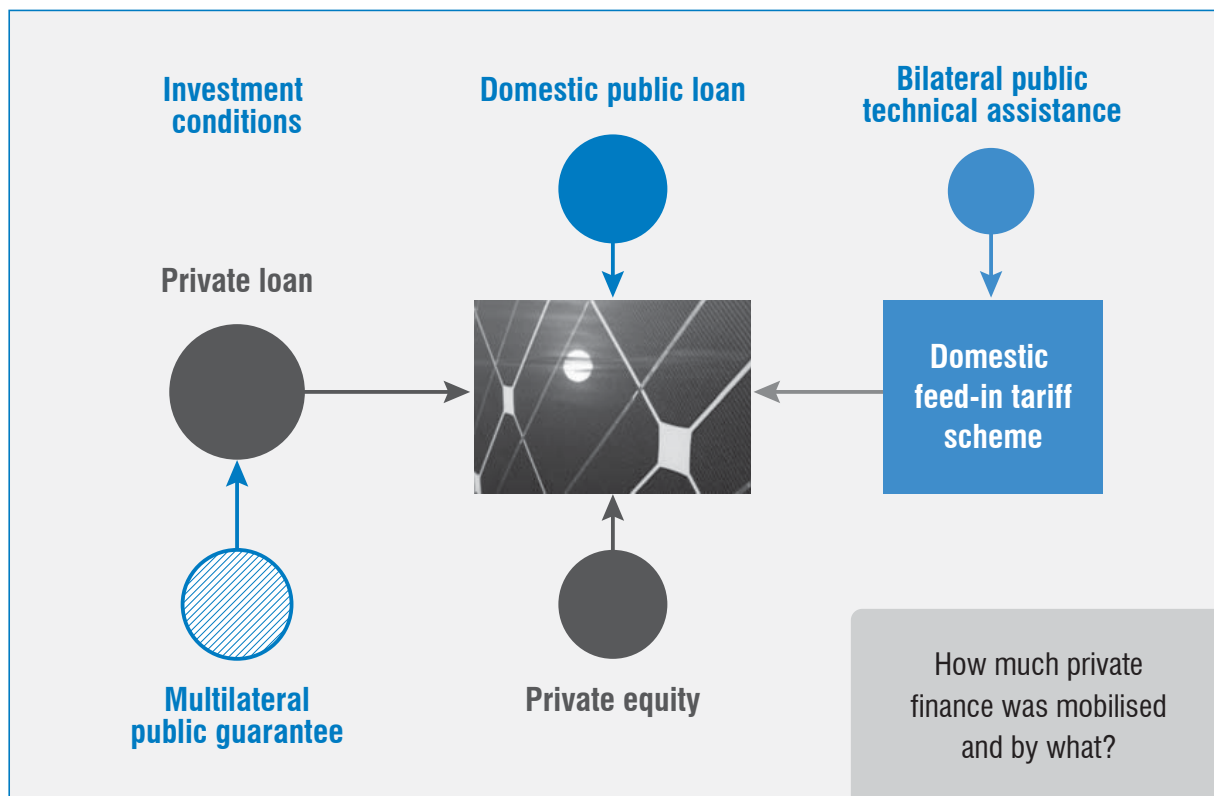 Investment
conditions
Domestic public loan
Bilateral public
technical assistance
Private loan
Domestic
feed-in tariff
scheme
Multilateral
public guarantee
Private equity
How much private
finance was mobilised
and by what?